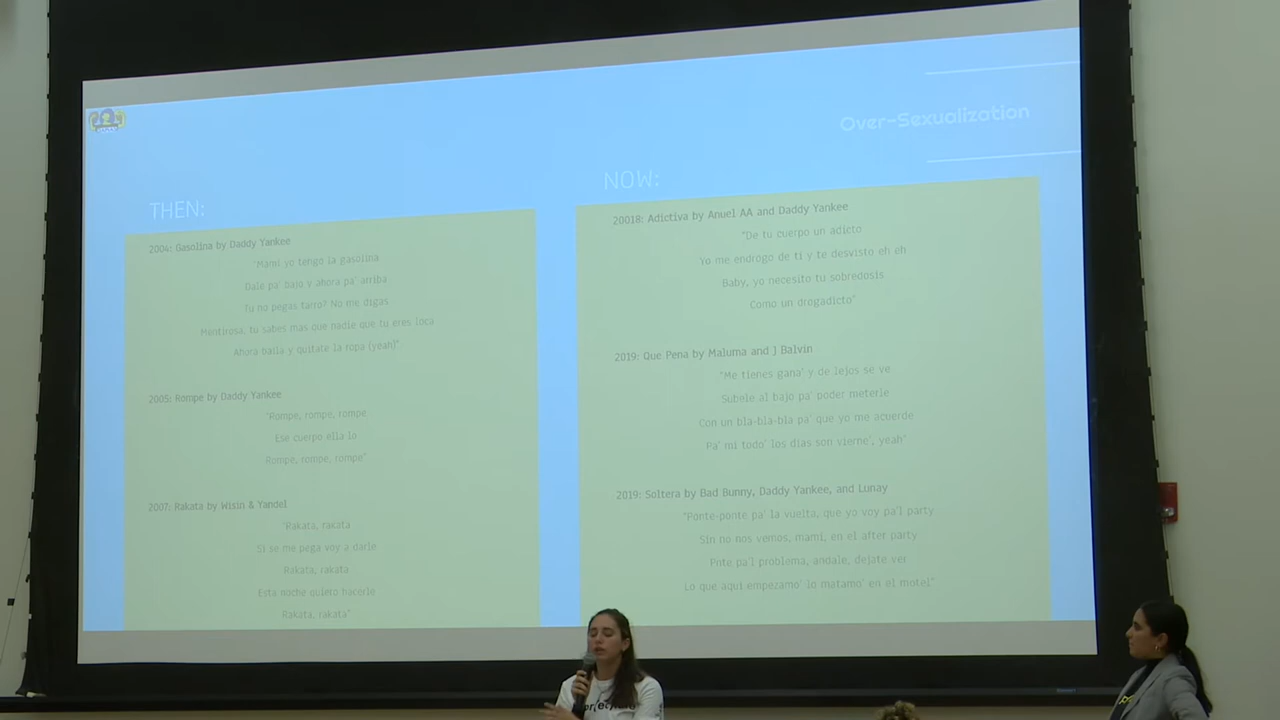 Over-Sexualization
THEN:
2004: Gasolina by Daddy Yankee
"Mami yo tengo la gasolina
Dale pa' bajo y ahora pa' arriba
Tu no pegas tarro? No me digas
Mentirosa, tu sabes mas que nadie que tu eres loca
Ahora baila y quitate la ropa (yeah)"
2005: Rompe by Daddy Yankee
"Rompe, rompe, rompe
Ese cuerpo ella lo
Rompe, rompe, rompe"
2007: Rakata by Wisin & Yandel
"Rakata, rakata
Si se me pega voy a darle
Rakata, rakata
Esta noche quiero hacerle
Rakata, rakata"
NOW:
20018: Adictiva by Anuel AA and Daddy Yankee
"De tu cuerpo un adicto
Yo me endrogo de ti y te desvisto eh eh
Baby, yo necesito tu sobredosis
Como un drogadicto"
2019: Que Pena by Maluma and J Balvin
"Me tienes gana' y de lejos se ve
Subele al bajo pa' poder meterle
Con un bla-bla-bla pa' que yo me acuerde
Pa' mi todo' los dias son vierne', yeah"
2019: Soltera by Bad Bunny, Daddy Yankee, and Lunay
"Ponte-ponte pa' la vuelta, que yo voy pa'l party
Sin no nos vemos, mami, en el after party
Pote pa'l problema, andale, dejate ver
Lo que aqui empezamo' lo matamo' en el motel"